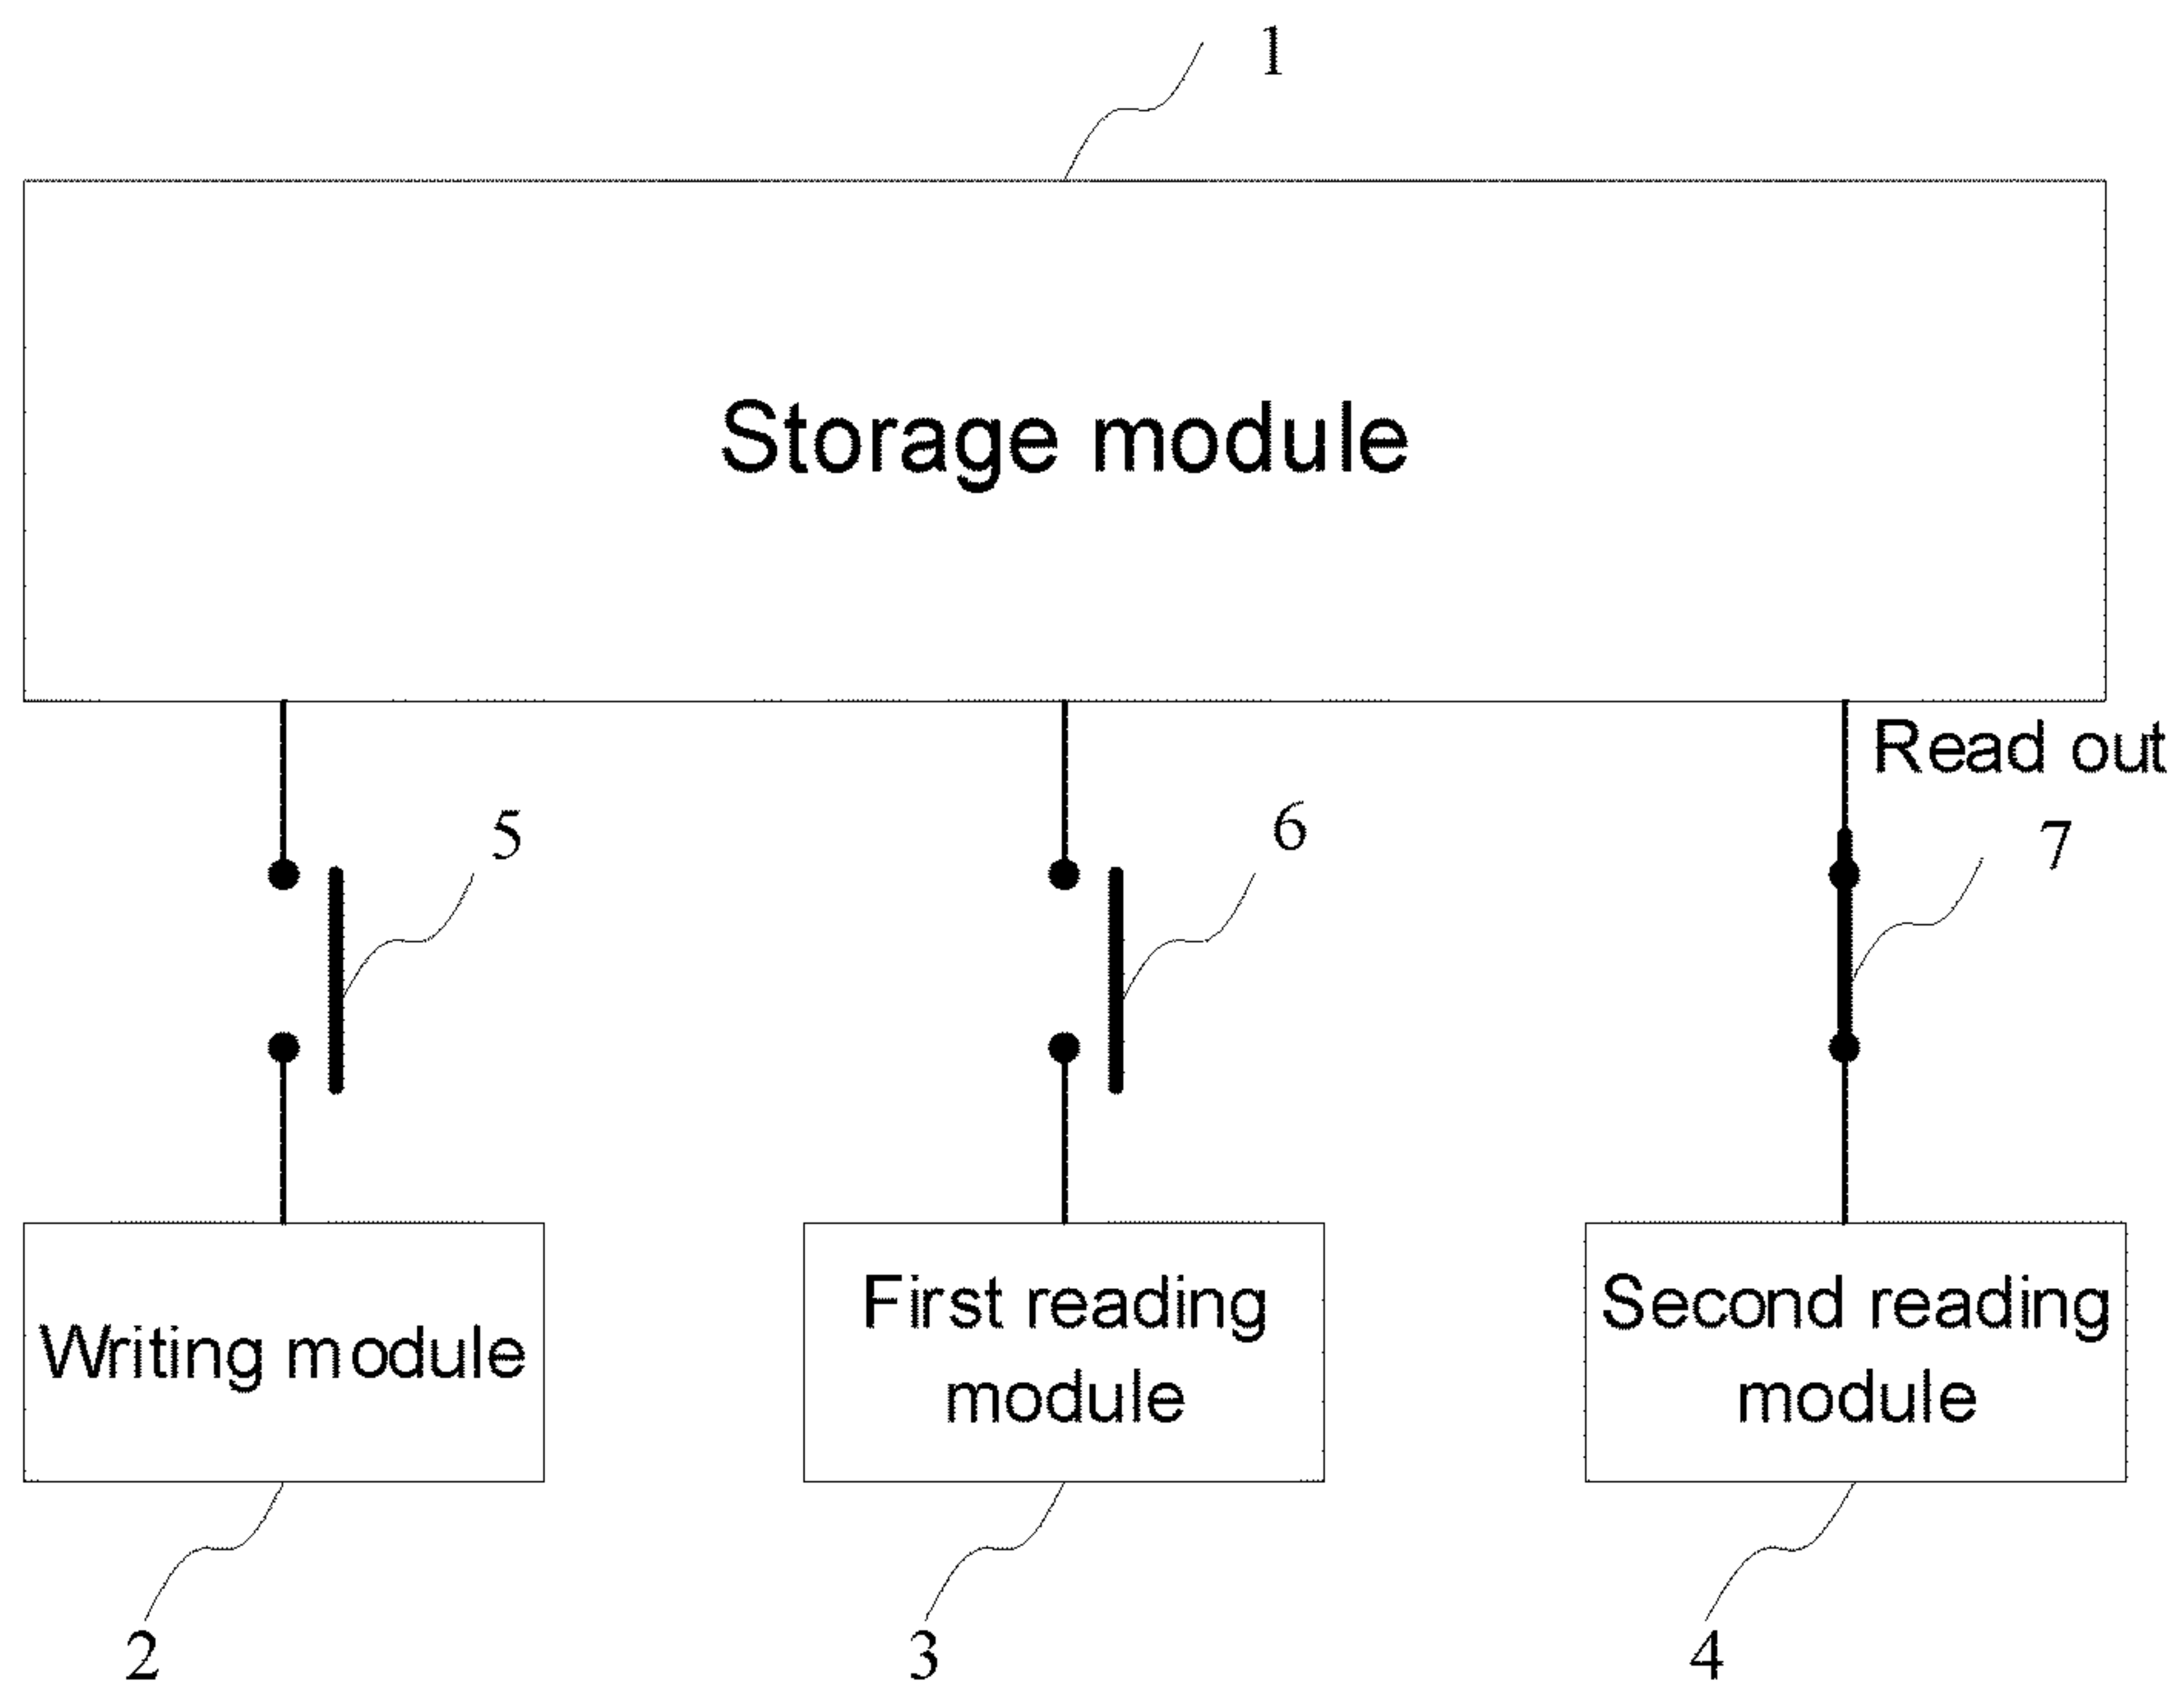 1
Storage module
Read out
5
6
7
Writing module
First reading
module
Second reading
module
2
3
4